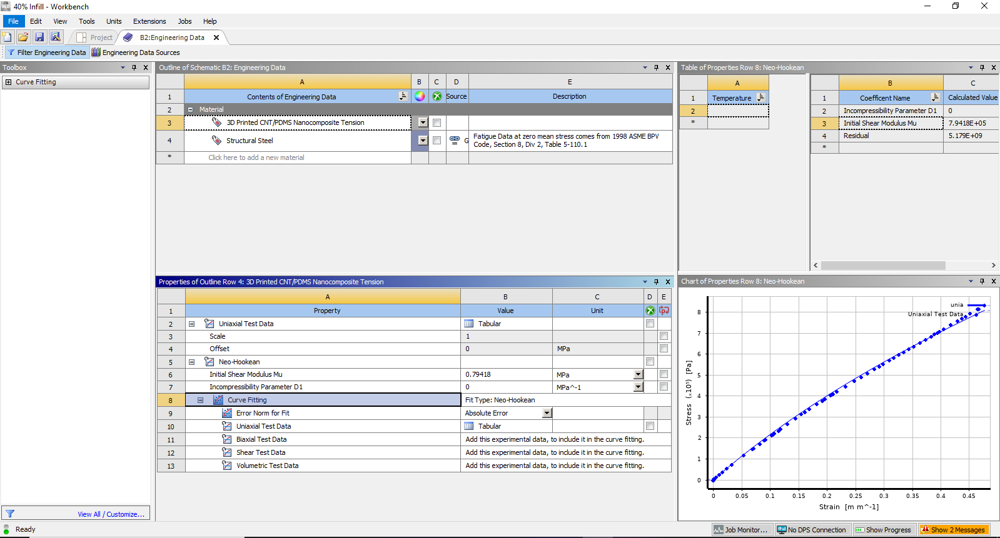 40% Infill - Workbench
File Edit View Tools Units Extensions Jobs Help
Project B2:Engineering Data
Filter Engineering Data Engineering Data Sources
Toolbox
Curve Fitting
View All / Customize...
Outline of Schematic B2: Engineering Data
A B C D E
1 Contents of Engineering Data Source Description
2 Material
3 3D Printed CNT/PDMS Nanocomposite Tension
4 Structural Steel G Fatigue Data at zero mean stress comes from 1998 ASME BPV
Code, Section 8, Div 2, Table 5-110.1
* Click here to add a new material
Table of Properties Row 8: Neo-Hookean
A
1 Temperature
2
*
B C
1 Coefficent Name Calculated Value
2 Incompressibility Parameter D1 0
3 Initial Shear Modulus Mu 7.9418E+05
4 Residual 5.179E+09
*
Properties of Outline Row 4: 3D Printed CNT/PDMS Nanocomposite Tension
A B C D E
1 Property Value Unit
2 Uniaxial Test Data Tabular
3 Scale 1
4 Offset 0 MPa
5 Neo-Hookean
6 Initial Shear Modulus Mu 0.79418 MPa
7 Incompressibility Parameter D1 0 MPa^-1
8 Curve Fitting Fit Type: Neo-Hookean
9 Error Norm for Fit Absolute Error
10 Uniaxial Test Data Tabular
11 Biaxial Test Data Add this experimental data, to include it in the curve fitting.
12 Shear Test Data Add this experimental data, to include it in the curve fitting.
13 Volumetric Test Data Add this experimental data, to include it in the curve fitting.
Chart of Properties Row 8: Neo-Hookean
unia
Uniaxial Test Data
Stress (×10⁵) [Pa]
8
7
6
5
4
3
2
1
0
0 0.05 0.1 0.15 0.2 0.25 0.3 0.35 0.4 0.45
Strain [m m^-1]
Ready
Job Monitor... No DPS Connection Show Progress Show 2 Messages